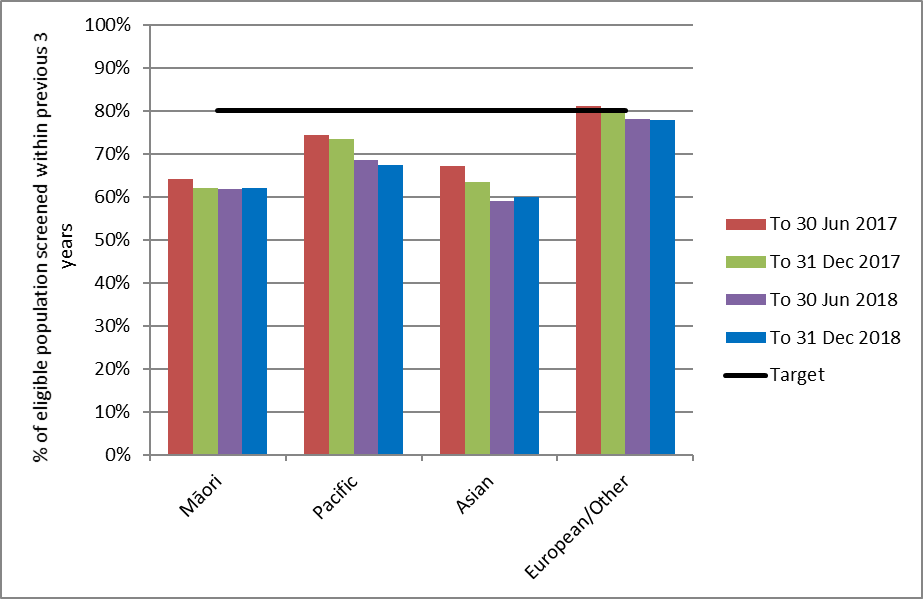 % of eligible population screened within previous 3
years
100%
90%
80%
70%
60%
50%
40%
30%
20%
10%
0%
Māori
Pacific
Asian
European/Other
To 30 Jun 2017
To 31 Dec 2017
To 30 Jun 2018
To 31 Dec 2018
Target